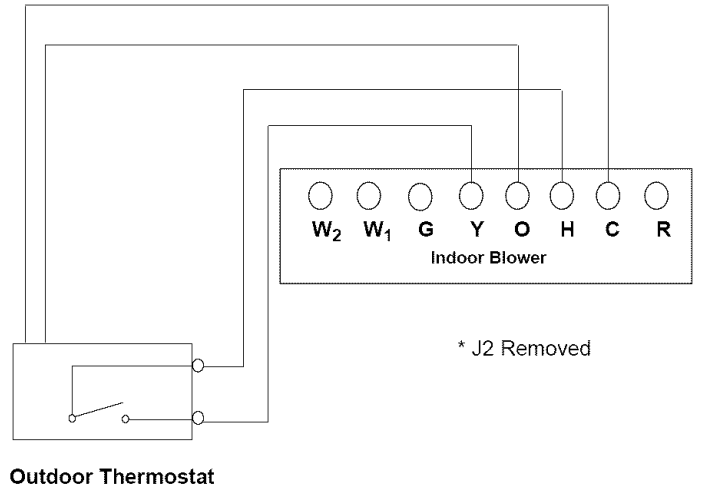 W2 W1 G Y O H C R
Indoor Blower
* J2 Removed
Outdoor Thermostat